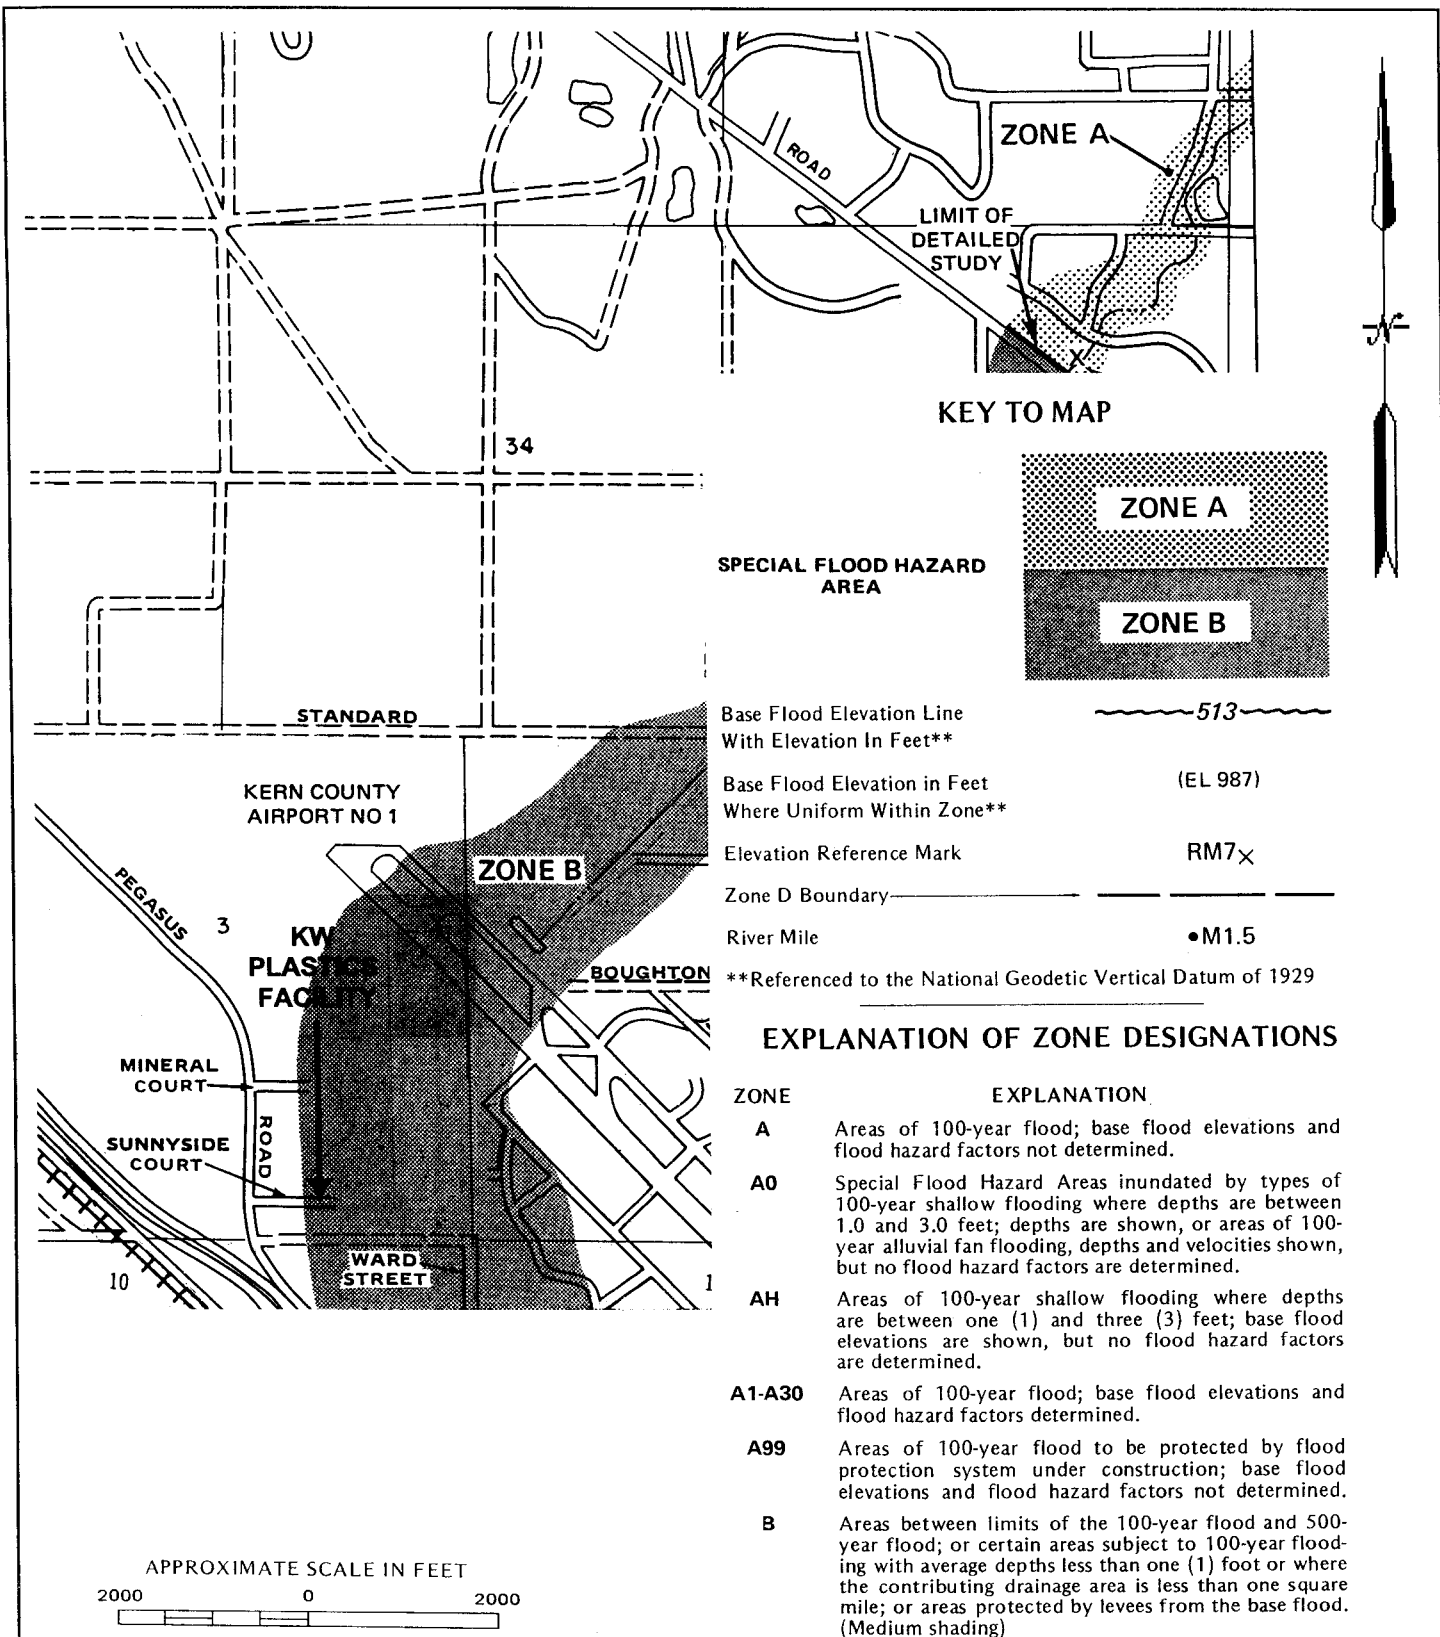 ZONE A
ROAD
LIMIT OF
DETAILED
STUDY
X
N
34
STANDARD
KERN COUNTY
AIRPORT NO 1
ZONE B
PEGASUS
3
KW
PLASTICS
FACILITY
BOUGHTON
MINERAL
COURT
ROAD
SUNNYSIDE
COURT
WARD
STREET
10
1
KEY TO MAP
SPECIAL FLOOD HAZARD
AREA
ZONE A
ZONE B
Base Flood Elevation Line
With Elevation In Feet**
513
Base Flood Elevation in Feet
Where Uniform Within Zone**
(EL 987)
Elevation Reference Mark
RM7×
Zone D Boundary
River Mile
•M1.5
**Referenced to the National Geodetic Vertical Datum of 1929
EXPLANATION OF ZONE DESIGNATIONS
ZONE EXPLANATION
A Areas of 100-year flood; base flood elevations and
flood hazard factors not determined.
A0 Special Flood Hazard Areas inundated by types of
100-year shallow flooding where depths are between
1.0 and 3.0 feet; depths are shown, or areas of 100-
year alluvial fan flooding, depths and velocities shown,
but no flood hazard factors are determined.
AH Areas of 100-year shallow flooding where depths
are between one (1) and three (3) feet; base flood
elevations are shown, but no flood hazard factors
are determined.
A1-A30 Areas of 100-year flood; base flood elevations and
flood hazard factors determined.
A99 Areas of 100-year flood to be protected by flood
protection system under construction; base flood
elevations and flood hazard factors not determined.
B Areas between limits of the 100-year flood and 500-
year flood; or certain areas subject to 100-year flood-
ing with average depths less than one (1) foot or where
the contributing drainage area is less than one square
mile; or areas protected by levees from the base flood.
(Medium shading)
APPROXIMATE SCALE IN FEET
2000 0 2000